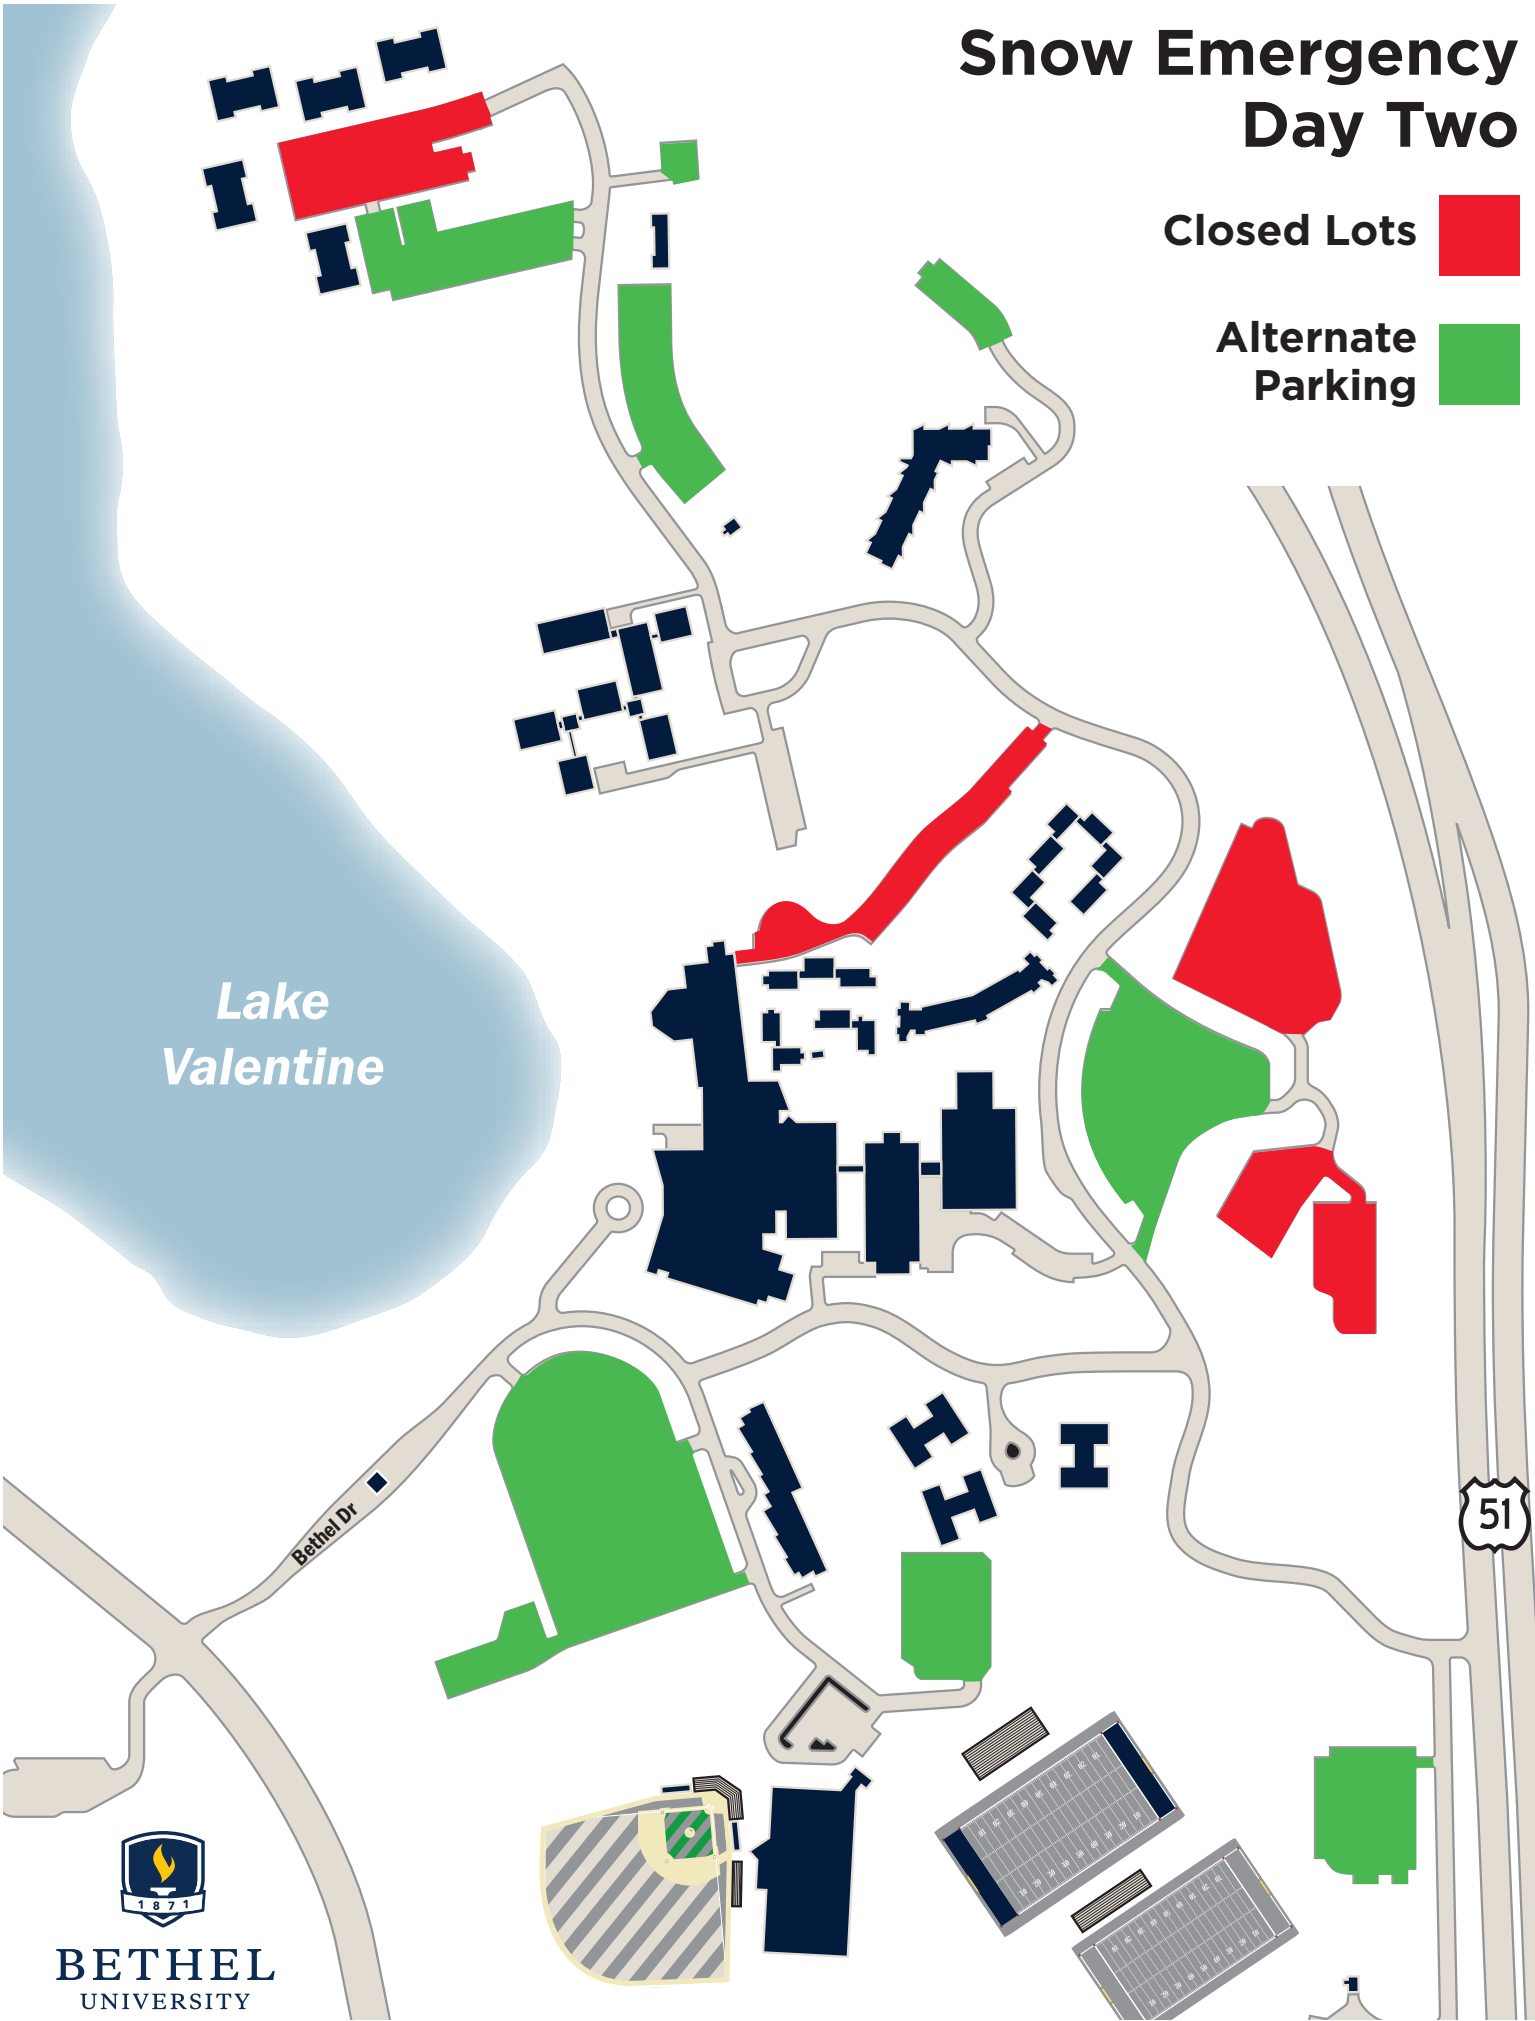 Snow Emergency
Day Two
Closed Lots
Alternate
Parking
Lake
Valentine
51
Bethel Dr
1871
BETHEL
UNIVERSITY